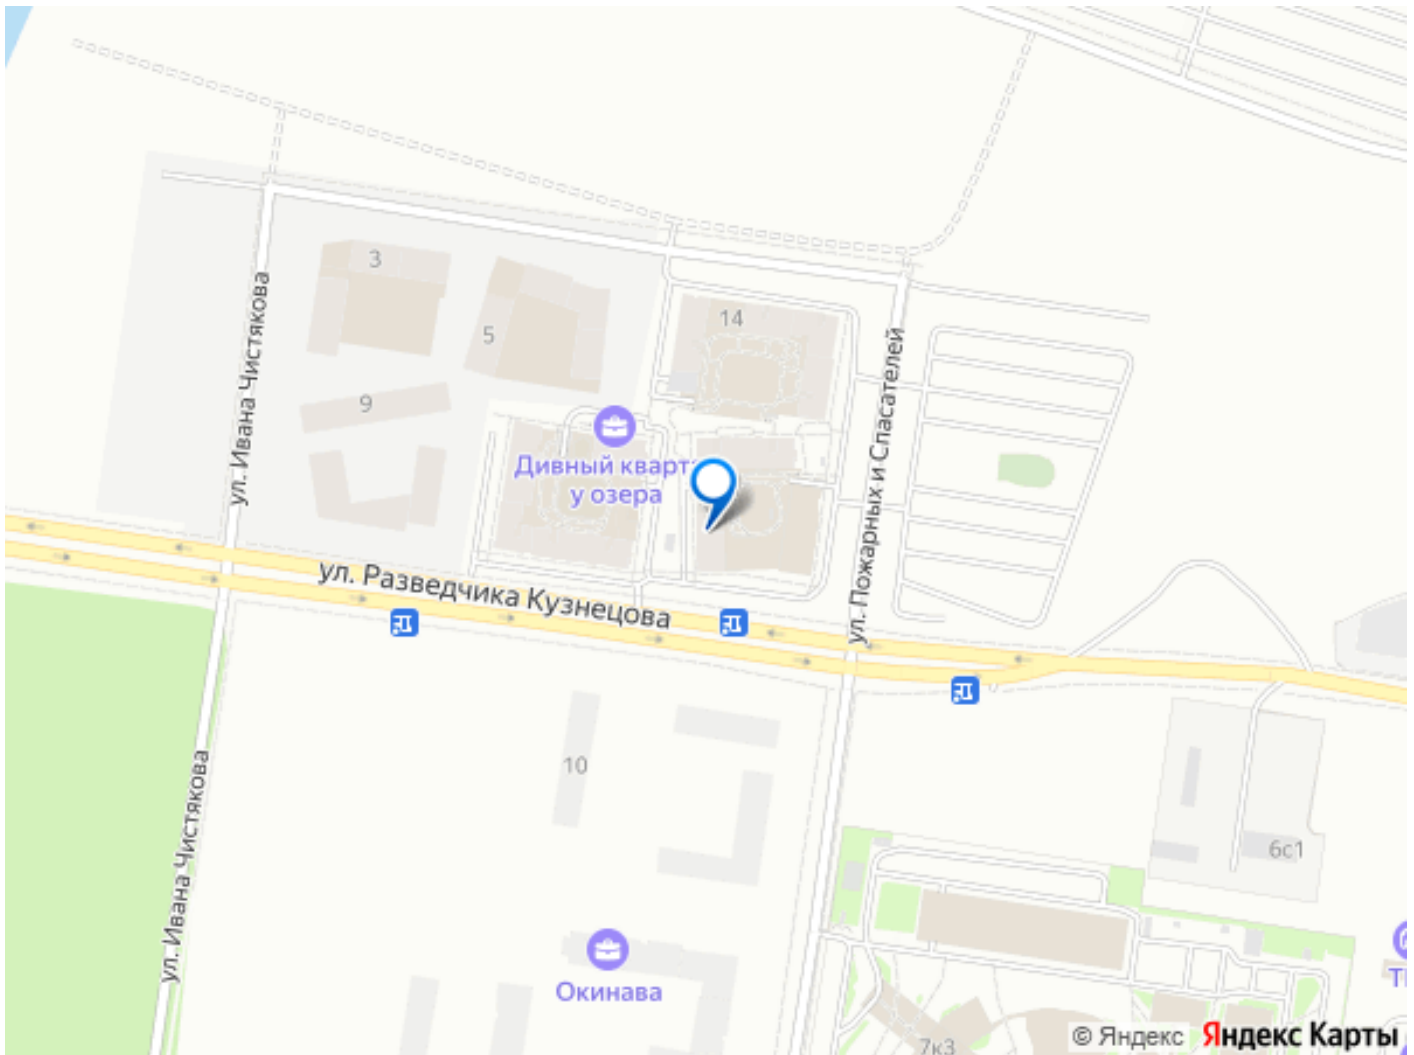 3
14
5
ул. Ивана Чистякова
ул. Пожарных и Спасателей
9
Дивный кварта
у озера
ул. Разведчика Кузнецова
10
ул. Ивана Чистякова
6с1
Окинава
7к3
© Яндекс Яндекс Карты